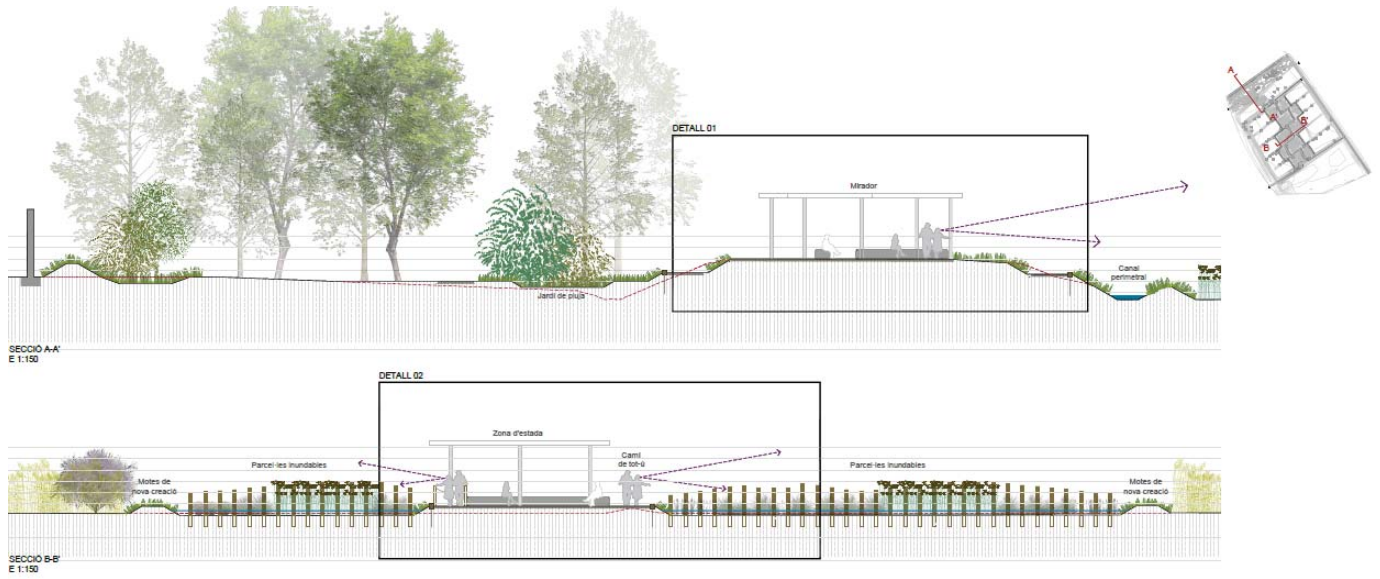 DETALL 01
Mirador
Canal
perimetral
Jardí de pluja
SECCIÓ A-A'
E 1:150
A
A'
B'
B
DETALL 02
Zona d'estada
Camí
de tot-ú
Parcel·les inundables
Parcel·les inundables
Motes de
nova creació
Motes de
nova creació
SECCIÓ B-B'
E 1:150